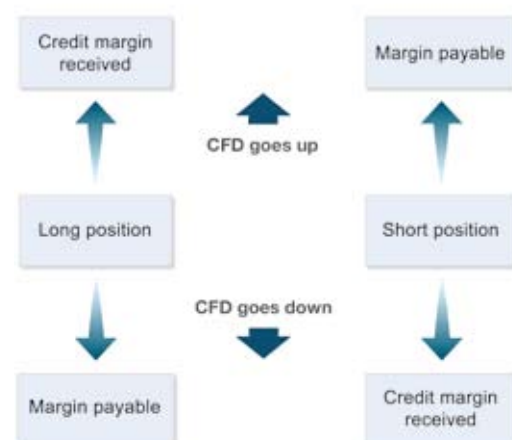 Credit margin
received
Margin payable
CFD goes up
Long position
Short position
CFD goes down
Margin payable
Credit margin
received